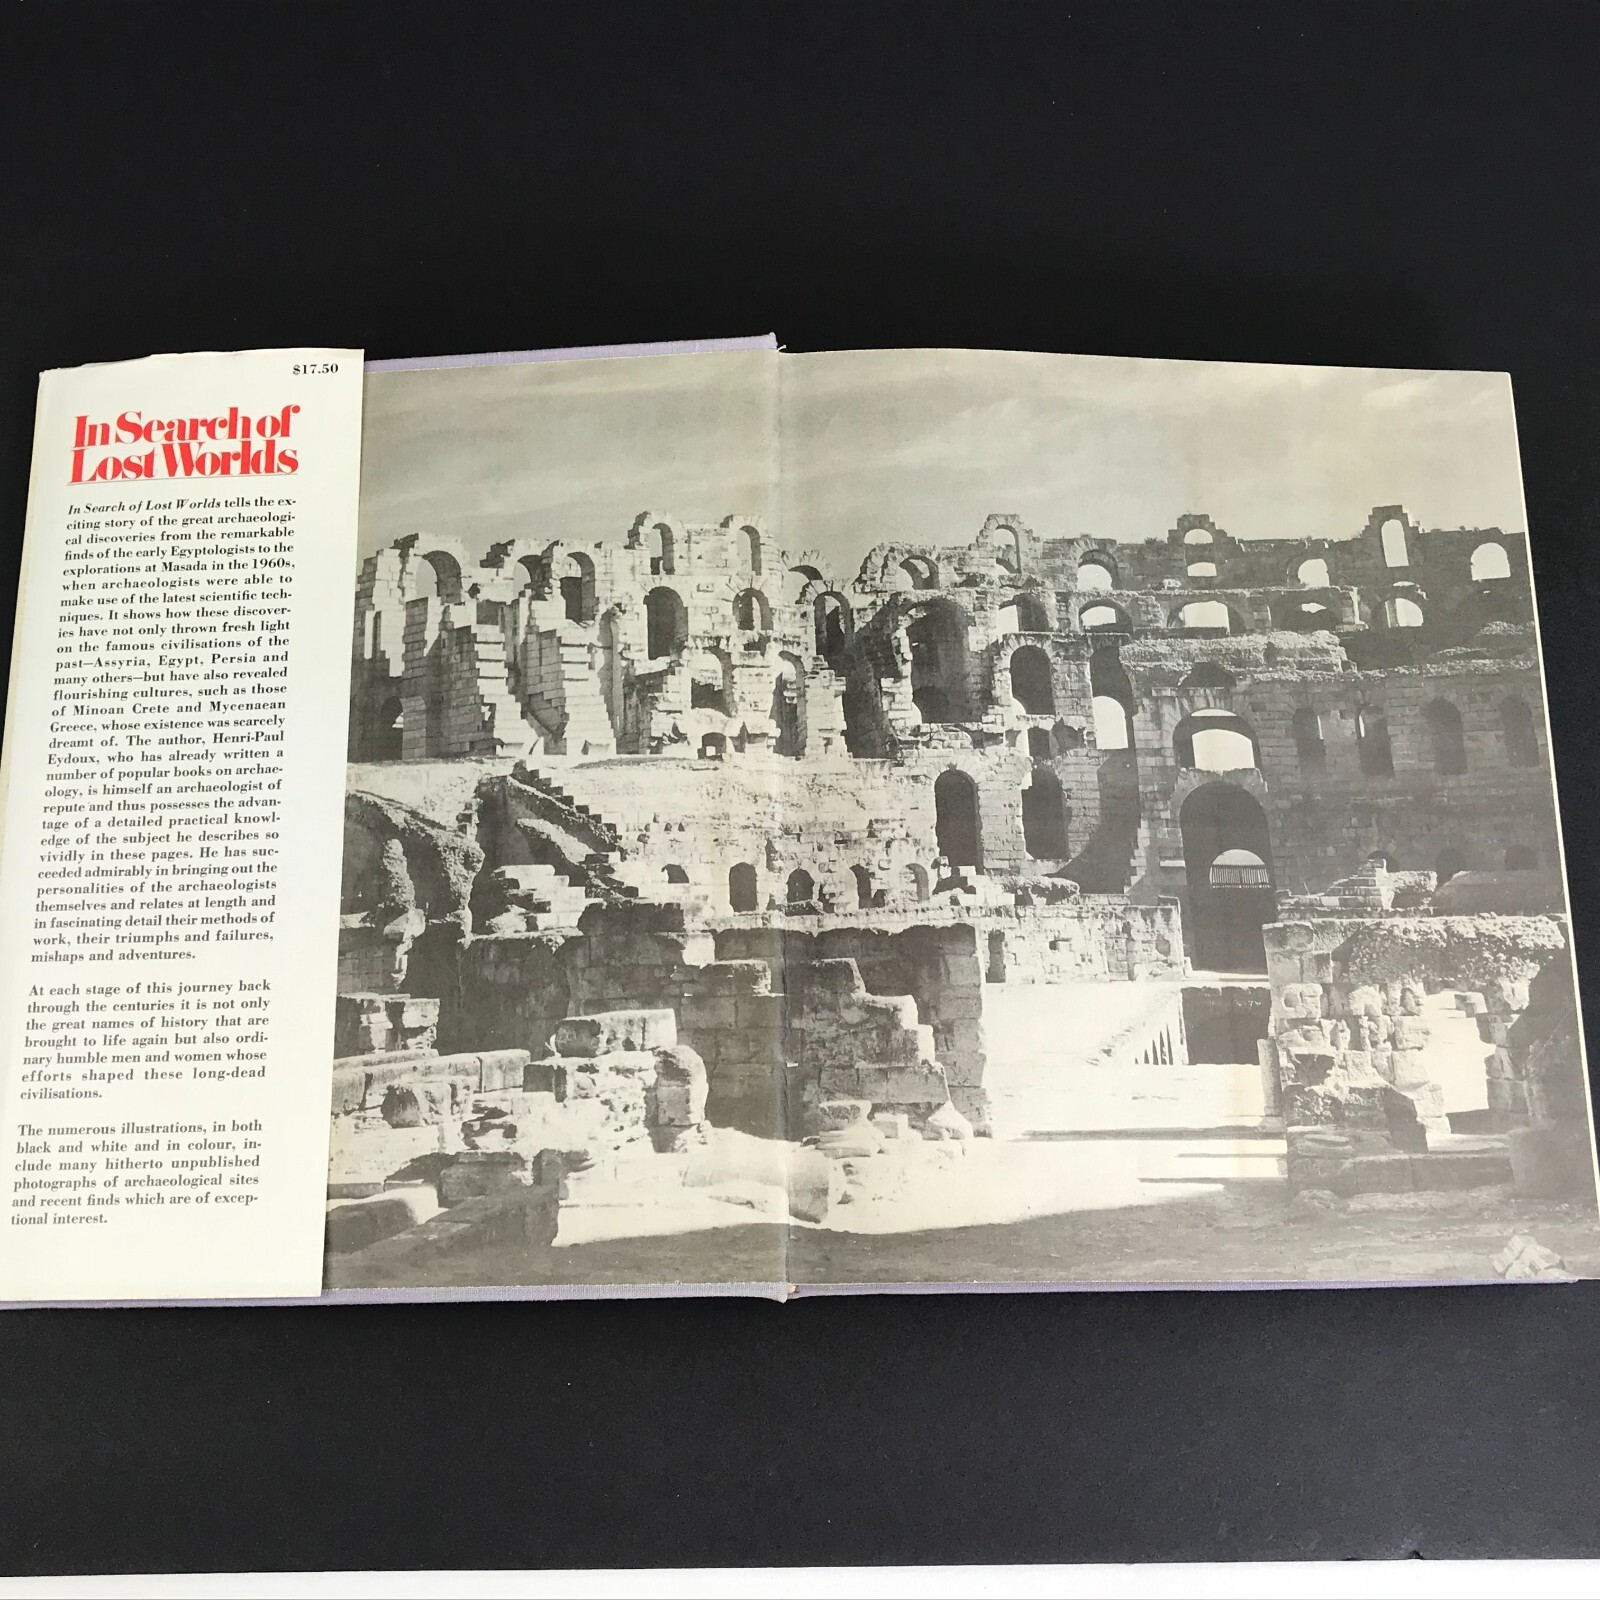 $17.50
In Search of
Lost Worlds
In Search of Lost Worlds tells the ex-
citing story of the great archaeologi-
cal discoveries from the remarkable
finds of the early Egyptologists to the
explorations at Masada in the 1960s,
when archaeologists were able to
make use of the latest scientific tech-
niques. It shows how these discover-
ies have not only thrown fresh light
on the famous civilisations of the
past—Assyria, Egypt, Persia and
many others—but have also revealed
flourishing cultures, such as those
of Minoan Crete and Mycenaean
Greece, whose existence was scarcely
dreamt of. The author, Henri-Paul
Eydoux, who has already written a
number of popular books on archae-
ology, is himself an archaeologist of
repute and thus possesses the advan-
tage of a detailed practical knowl-
edge of the subject he describes so
vividly in these pages. He has suc-
ceeded admirably in bringing out the
personalities of the archaeologists
themselves and relates at length and
in fascinating detail their methods of
work, their triumphs and failures,
mishaps and adventures.
At each stage of this journey back
through the centuries it is not only
the great names of history that are
brought to life again but also ordi-
nary humble men and women whose
efforts shaped these long-dead
civilisations.
The numerous illustrations, in both
black and white and in colour, in-
clude many hitherto unpublished
photographs of archaeological sites
and recent finds which are of excep-
tional interest.